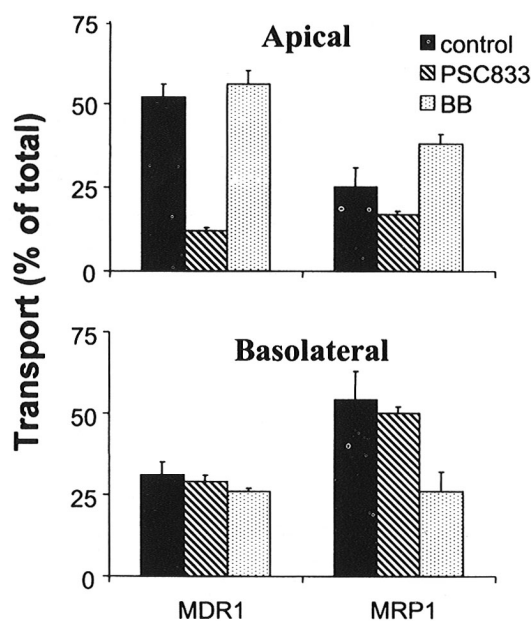 Transport (% of total)
75
50
25
0
Apical
control
PSC833
BB
75
50
25
0
Basolateral
MDR1
MRP1